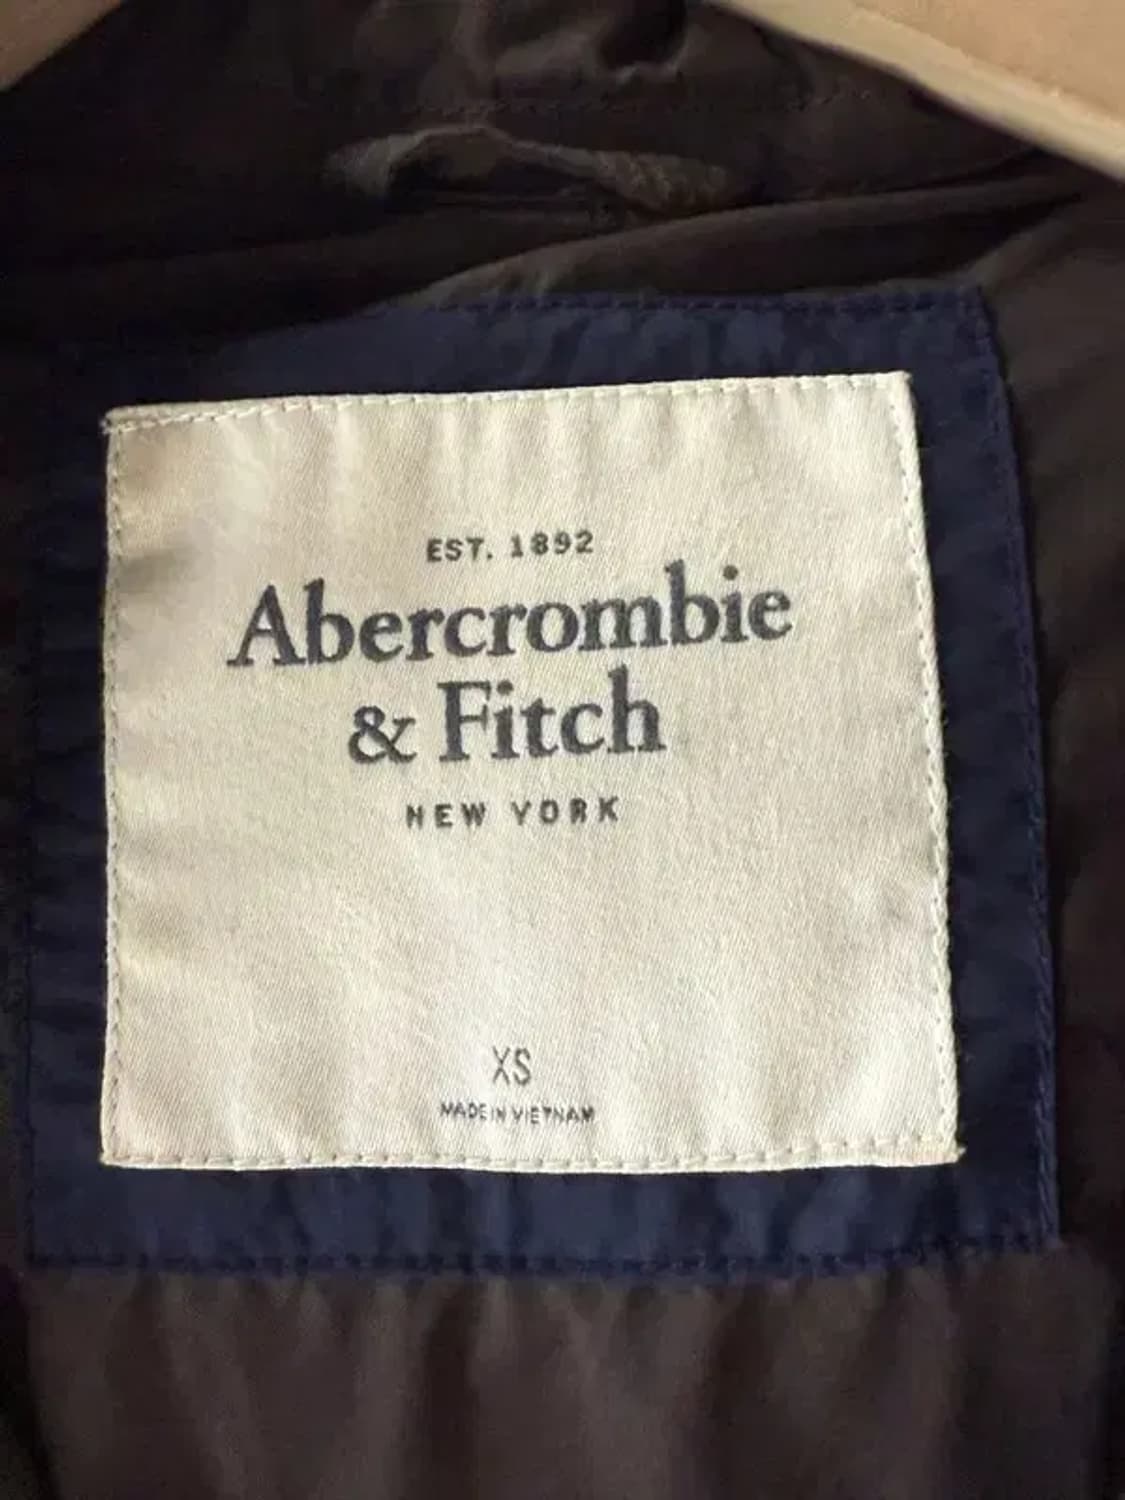 EST. 1892
Abercrombie
& Fitch
NEW YORK
XS
MADE IN VIETNAM